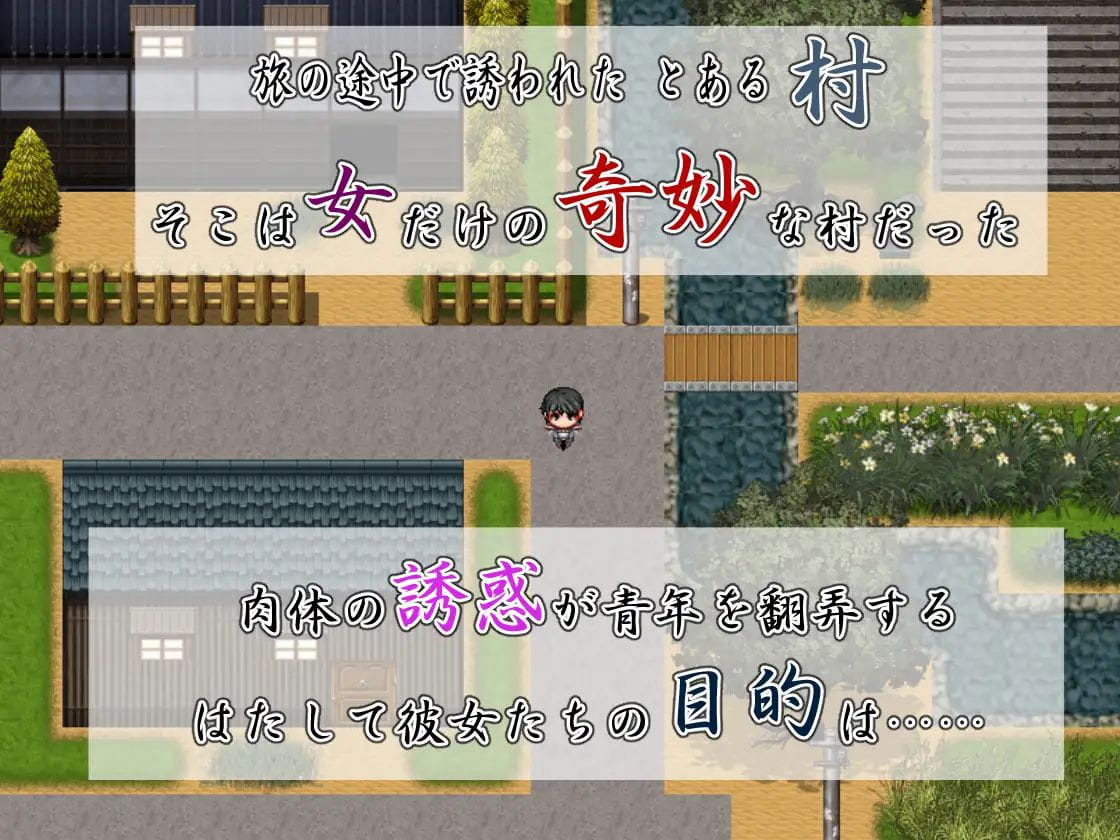 旅の途中で誘われた とある村
そこは女だけの奇妙な村だった
肉体の誘惑が青年を翻弄する
はたして彼女たちの目的は……